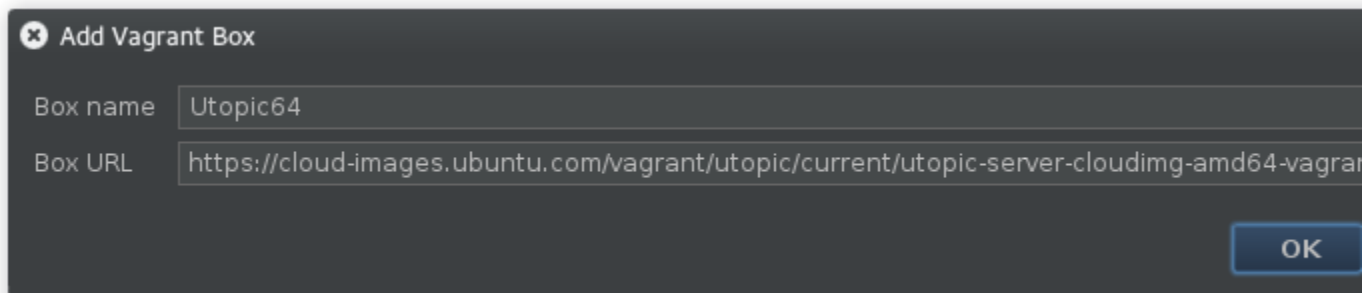 Add Vagrant Box
Box name Utopic64
Box URL https://cloud-images.ubuntu.com/vagrant/utopic/current/utopic-server-cloudimg-amd64-vagra
OK